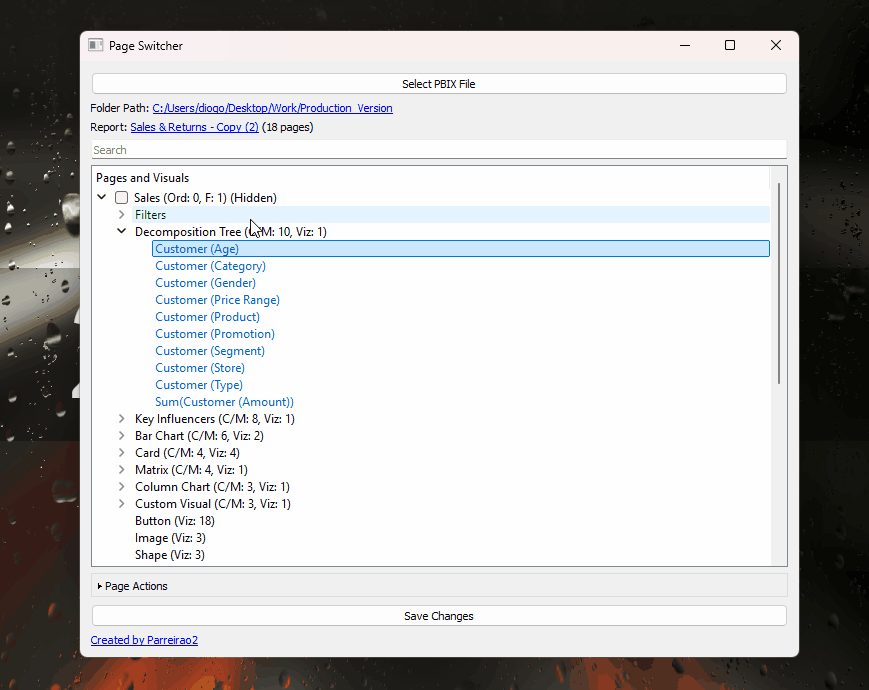 Page Switcher
Select PBIX File
Folder Path: C:/Users/diogo/Desktop/Work/Production_Version
Report: Sales & Returns - Copy (2) (18 pages)
Search
Pages and Visuals
Sales (Ord: 0, F: 1) (Hidden)
Filters
Decomposition Tree (C/M: 10, Viz: 1)
Customer (Age)
Customer (Category)
Customer (Gender)
Customer (Price Range)
Customer (Product)
Customer (Promotion)
Customer (Segment)
Customer (Store)
Customer (Type)
Sum(Customer (Amount))
Key Influencers (C/M: 8, Viz: 1)
Bar Chart (C/M: 6, Viz: 2)
Card (C/M: 4, Viz: 4)
Matrix (C/M: 4, Viz: 1)
Column Chart (C/M: 3, Viz: 1)
Custom Visual (C/M: 3, Viz: 1)
Button (Viz: 18)
Image (Viz: 3)
Shape (Viz: 3)
Page Actions
Save Changes
Created by Parreirao2